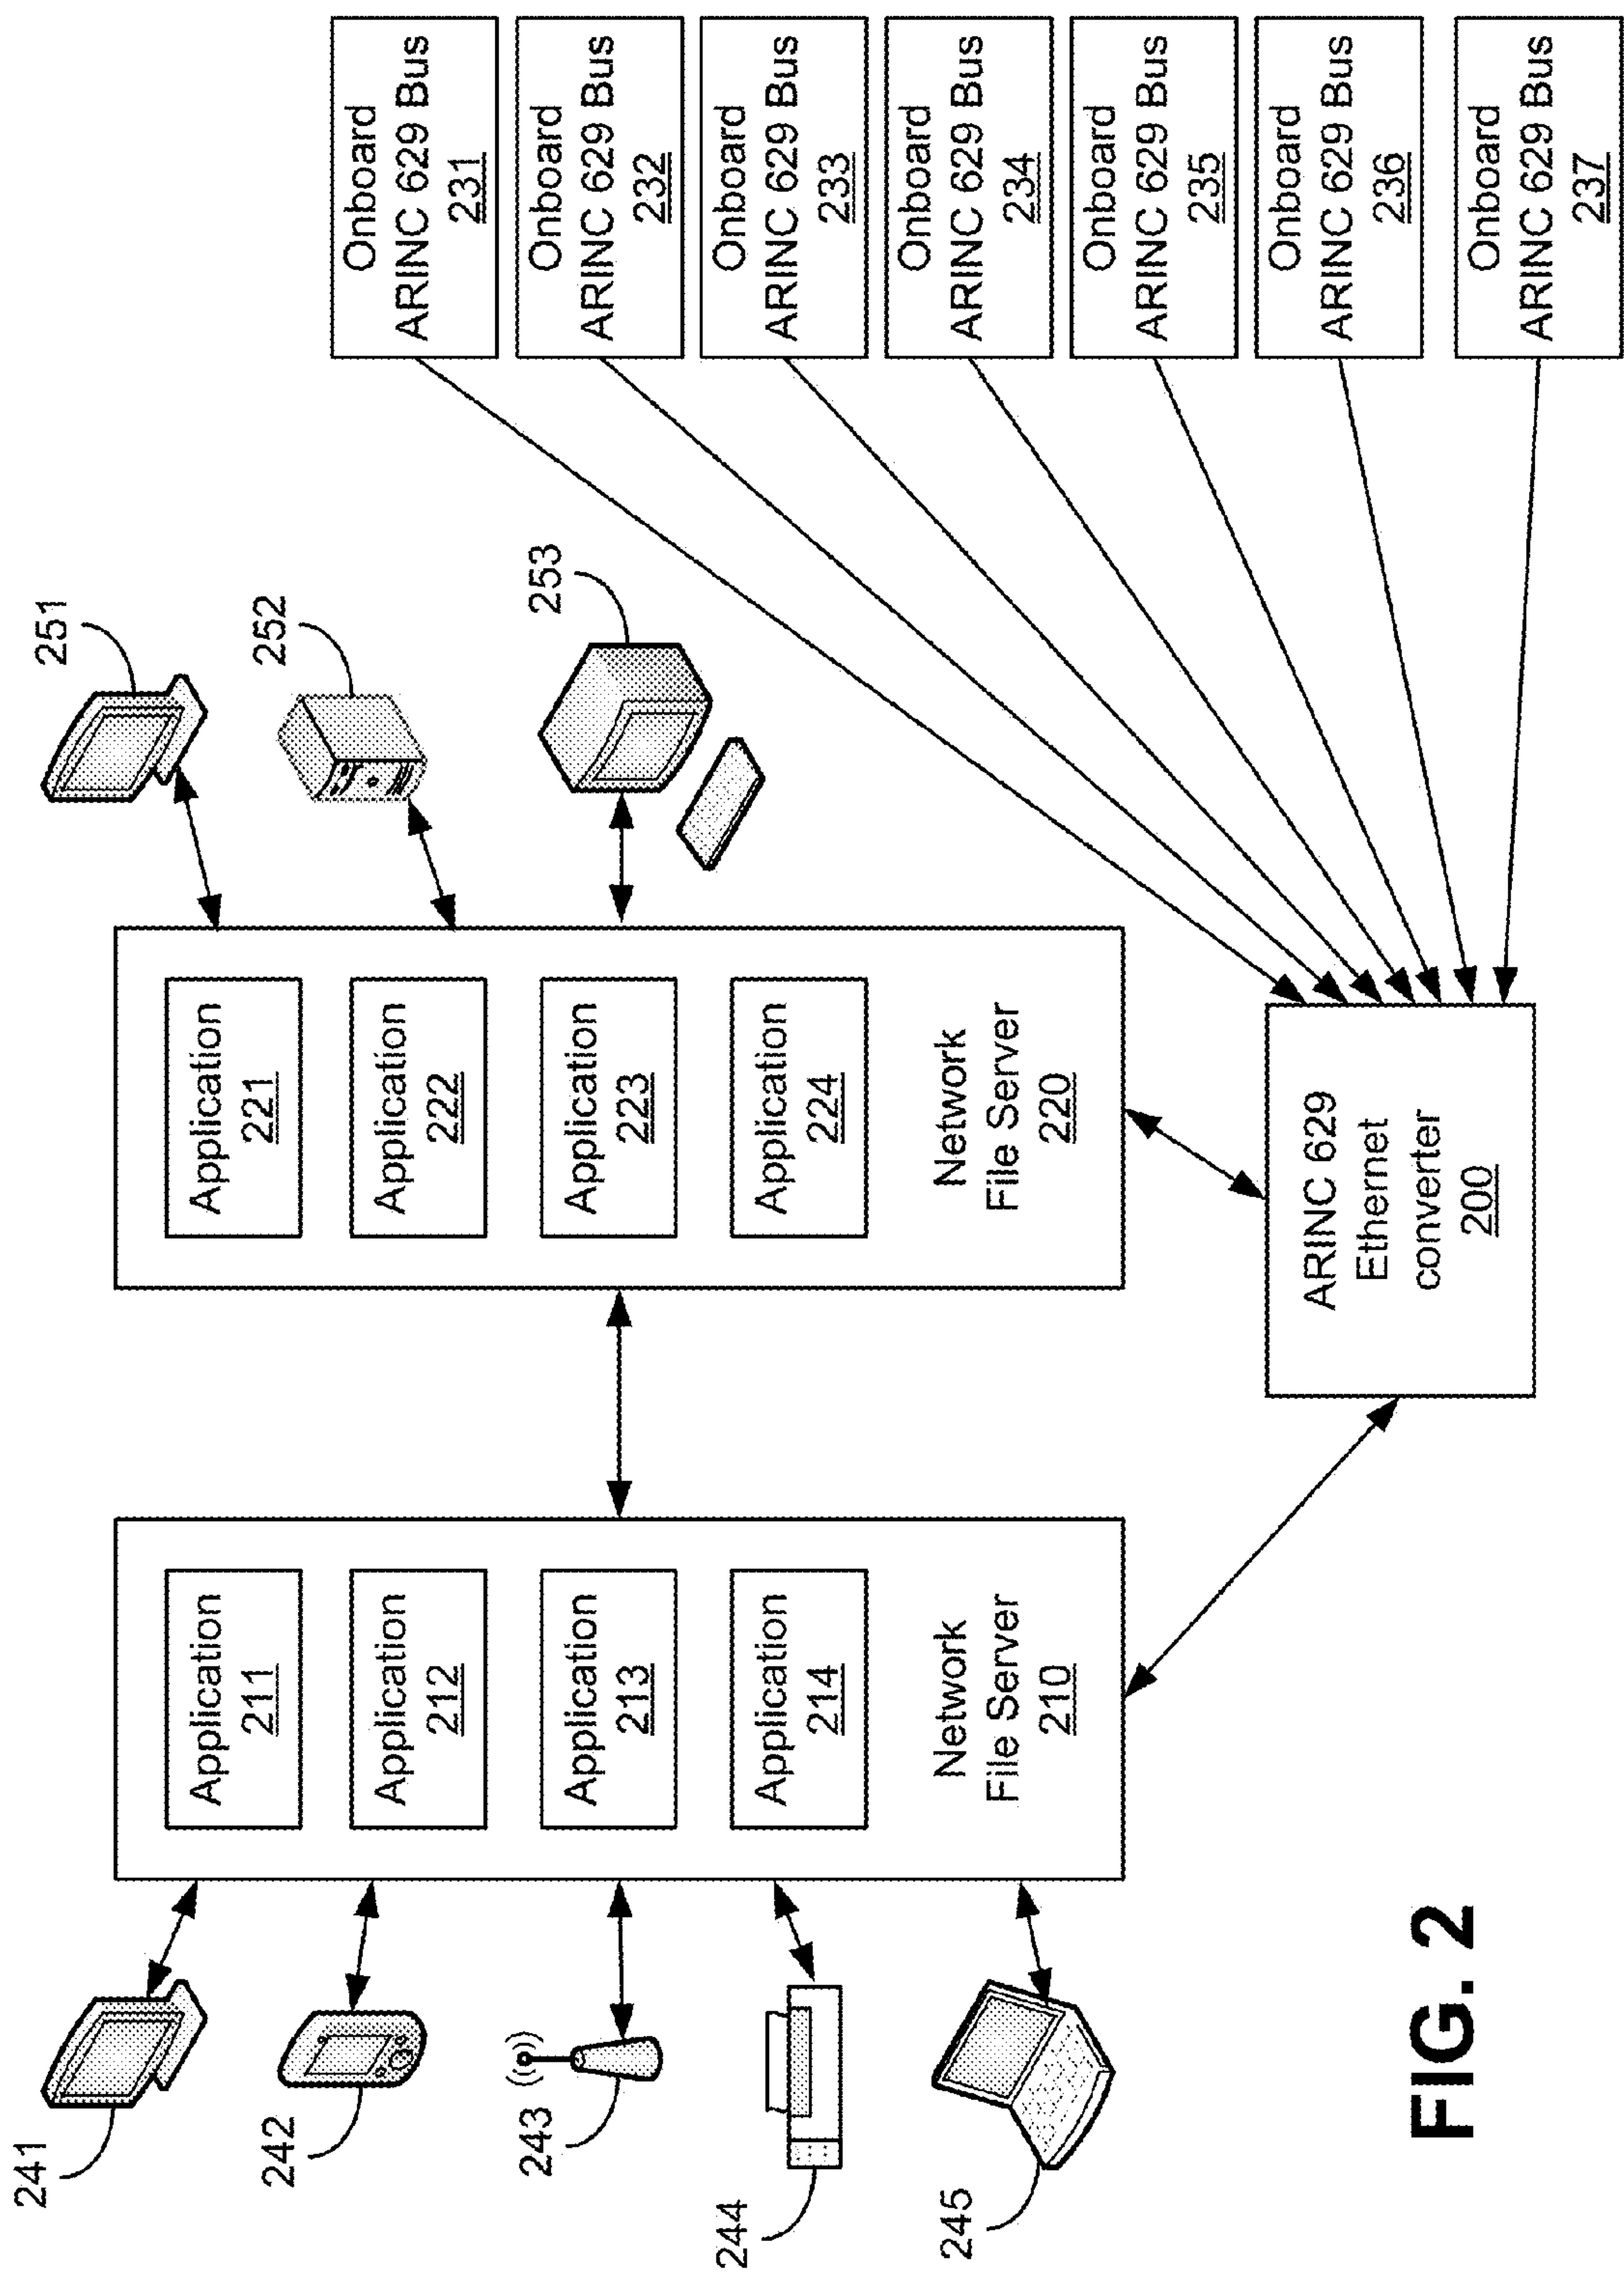 241
242
243
244
245
Application
211
Application
212
Application
213
Application
214
Network
File Server
210
Application
221
Application
222
Application
223
Application
224
Network
File Server
220
251
252
253
ARINC 629
Ethernet
converter
200
Onboard
ARINC 629 Bus
231
Onboard
ARINC 629 Bus
232
Onboard
ARINC 629 Bus
233
Onboard
ARINC 629 Bus
234
Onboard
ARINC 629 Bus
235
Onboard
ARINC 629 Bus
236
Onboard
ARINC 629 Bus
237
FIG. 2